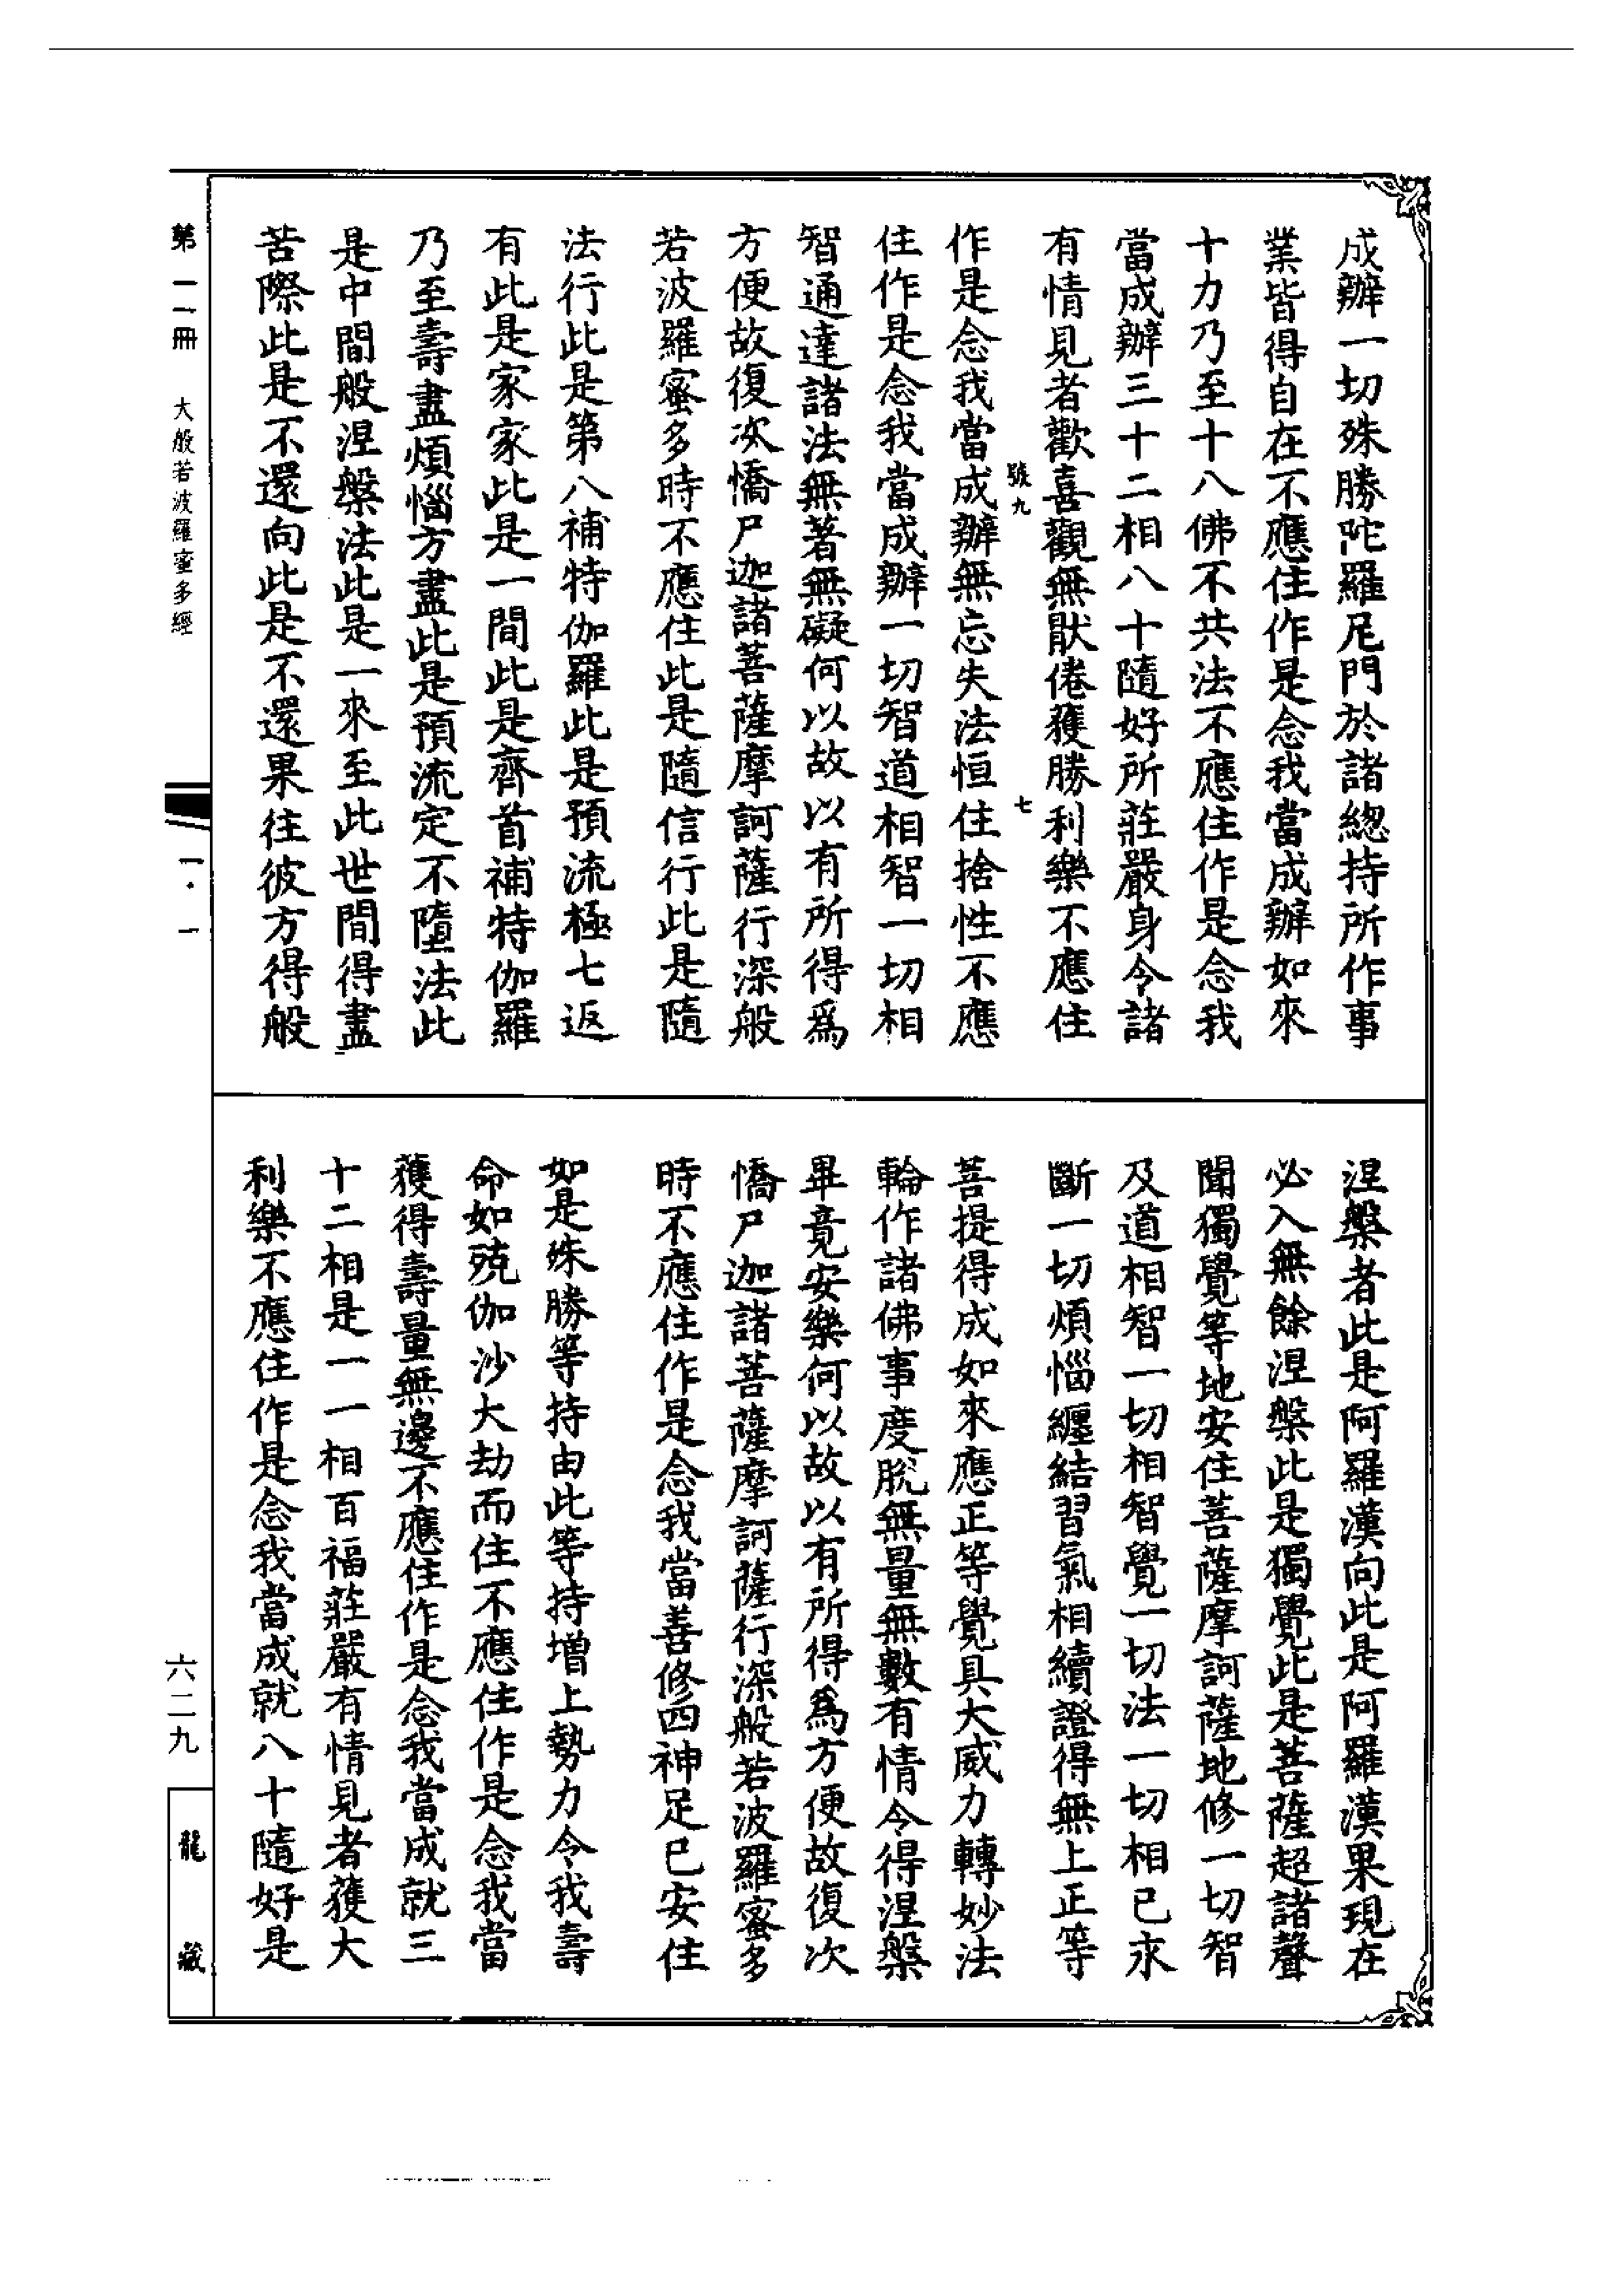 成辦一切殊勝陀羅尼門於諸總持所作事
業皆得自在不應住作是念我當成辦如來
十力乃至十八佛不共法不應住作是念我
當成辦三十二相八十隨好所莊嚴身令諸
有情見者歡喜觀無猒倦獲勝利樂不應住
號九 七
作是念我當成辦無忘失法恒住捨性不應
住作是念我當成辦一切智道相智一切相
智通達諸法無著無礙何以故以有所得爲
方便故復次憍尸迦諸菩薩摩訶薩行深般
若波羅蜜多時不應住此是隨信行此是隨
法行此是第八補特伽羅此是預流極七返
有此是家家此是一間此是齊首補特伽羅
乃至壽盡煩惱方盡此是預流定不墮法此
是中間般涅槃法此是一來至此世間得盡
苦際此是不還向此是不還果往彼方得般
涅槃者此是阿羅漢向此是阿羅漢果現在
必入無餘涅槃此是獨覺此是菩薩超諸聲
聞獨覺等地安住菩薩摩訶薩地修一切智
及道相智一切相智覺一切法一切相已永
斷一切煩惱纏結習氣相續證得無上正等
菩提得成如來應正等覺具大威力轉妙法
輪作諸佛事度脫無量無數有情令得涅槃
畢竟安樂何以故以有所得爲方便故復次
憍尸迦諸菩薩摩訶薩行深般若波羅蜜多
時不應住作是念我當善修四神足已安住
如是殊勝等持由此等持增上勢力令我壽
命如殑伽沙大劫而住不應住作是念我當
獲得壽量無邊不應住作是念我當成就三
十二相是一一相百福莊嚴有情見者獲大
利樂不應住作是念我當成就八十隨好是
第一一冊 大般若波羅蜜多經 一·一 六二九 龍藏